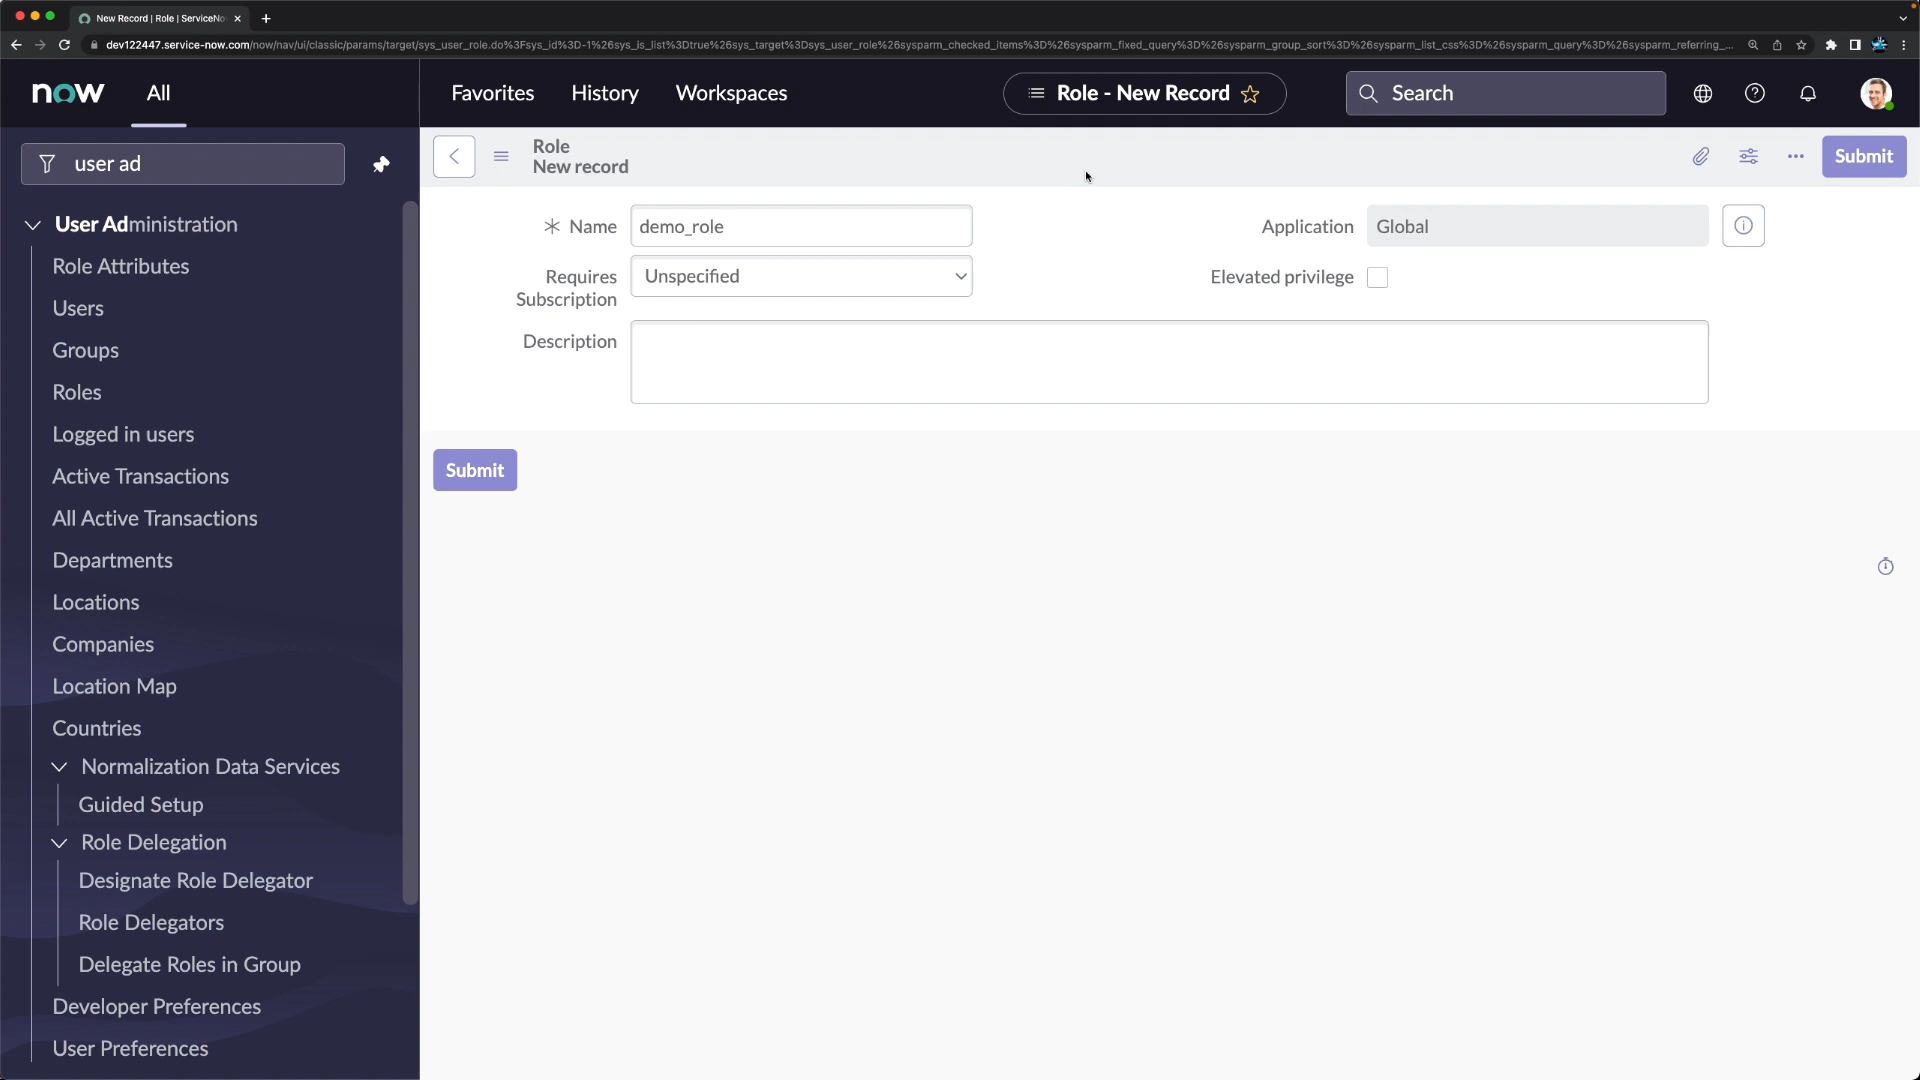 New Record | Role | ServiceNo
dev122447.service-now.com/now/nav/ui/classic/params/target/sys_user_role.do%3Fsys_id%3D-1%26sys_is_list%3Dtrue%26sys_target%3Dsys_user_role%26sysparm_checked_items%3D%26sysparm_fixed_query%3D%26sysparm_group_sort%3D%26sysparm_list_css%3D%26sysparm_query%3D%26sysparm_referring_...
now
All
Favorites
History
Workspaces
Role - New Record
Search
user ad
Role
New record
Submit
User Administration
Role Attributes
Users
Groups
Roles
Logged in users
Active Transactions
All Active Transactions
Departments
Locations
Companies
Location Map
Countries
Normalization Data Services
Guided Setup
Role Delegation
Designate Role Delegator
Role Delegators
Delegate Roles in Group
Developer Preferences
User Preferences
Name
demo_role
Application
Global
Requires
Subscription
Unspecified
Elevated privilege
Description
Submit